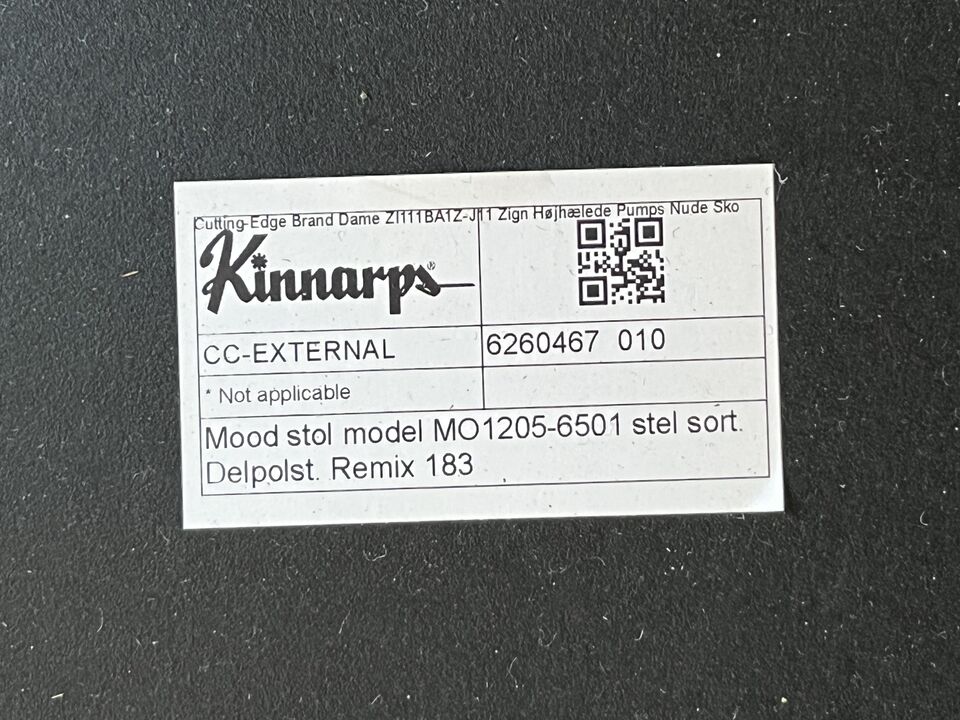 Cutting-Edge Brand Dame ZI111BA1Z-J11 Zign Højhælede Pumps Nude Sko
Kinnarps®
CC-EXTERNAL
6260467 010
* Not applicable
Mood stol model MO1205-6501 stel sort.
Delpolst. Remix 183